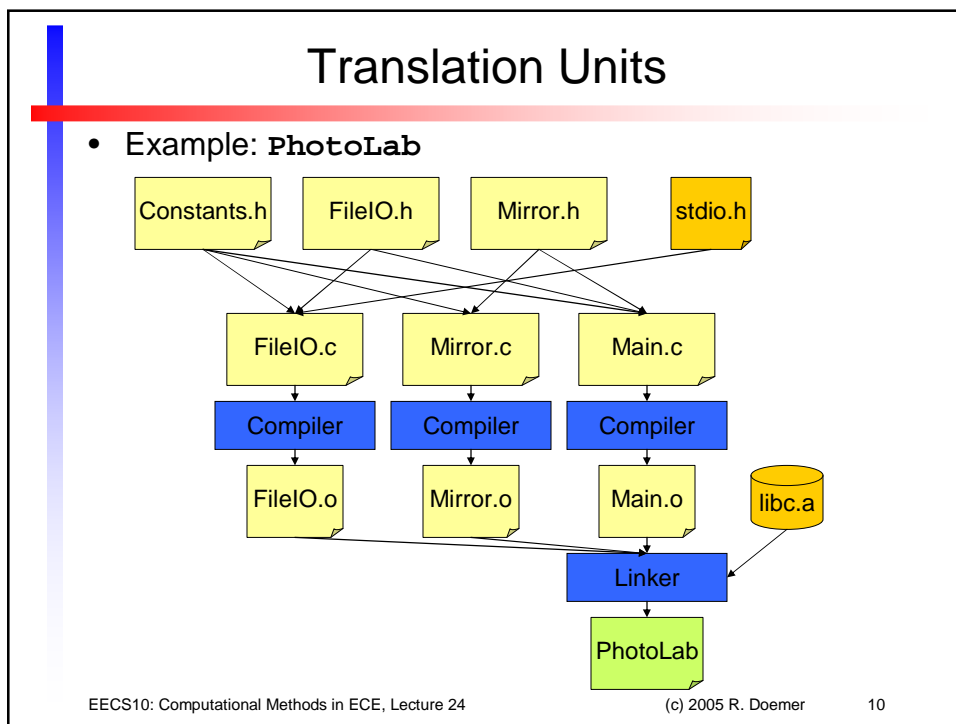 Translation Units
• Example: PhotoLab
Constants.h FileIO.h Mirror.h stdio.h
FileIO.c Mirror.c Main.c
Compiler Compiler Compiler
FileIO.o Mirror.o Main.o libc.a
Linker
PhotoLab
EECS10: Computational Methods in ECE, Lecture 24 (c) 2005 R. Doemer 10